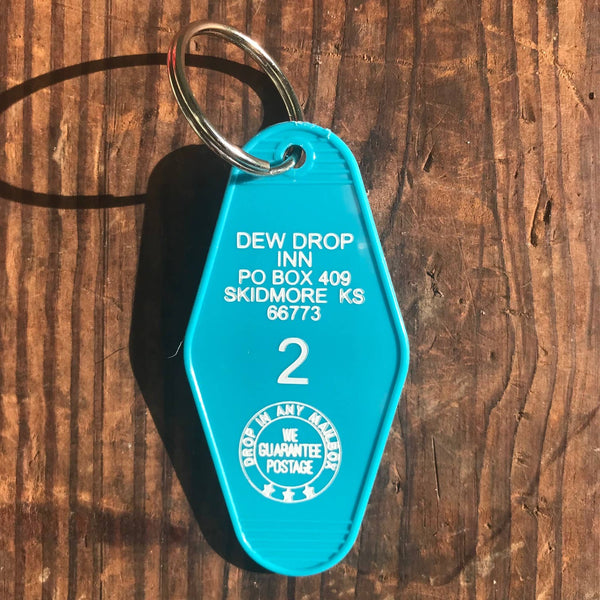 DEW DROP
INN
PO BOX 409
SKIDMORE KS
66773
2
DROP IN ANY MAILBOX
WE
GUARANTEE
POSTAGE